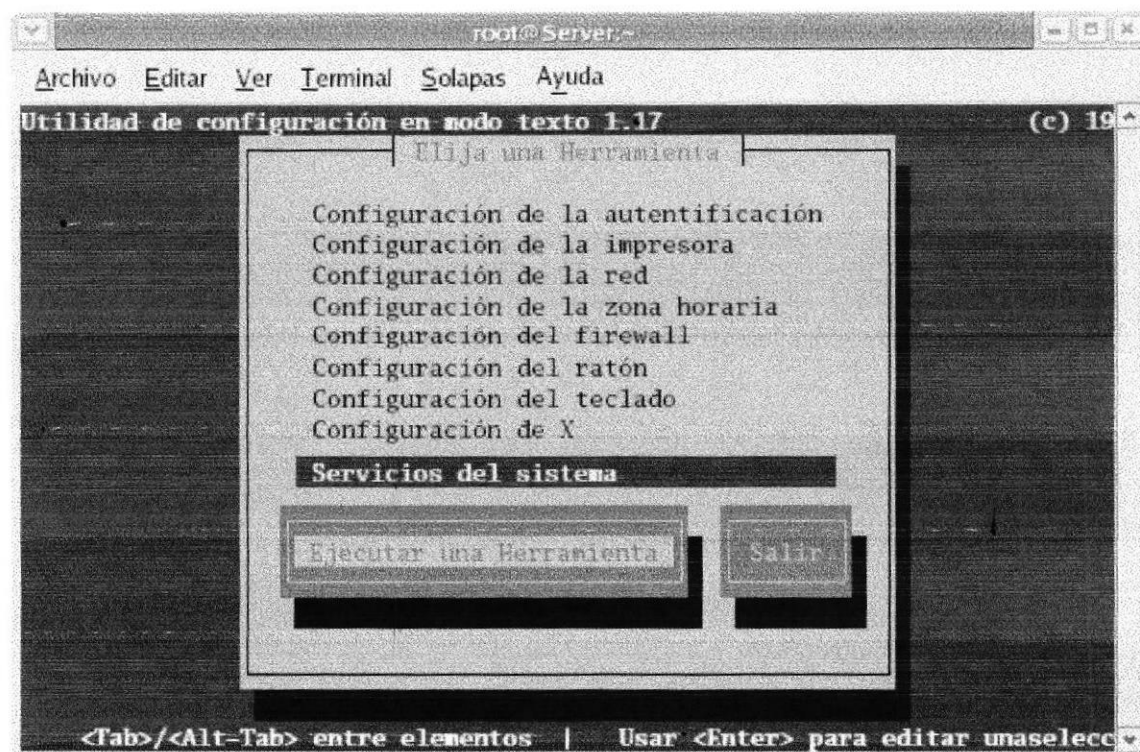 root@Server:~
Archivo Editar Ver Terminal Solapas Ayuda
Utilidad de configuración en modo texto 1.17 (c) 19
Elija una Herramienta
Configuración de la autentificación
Configuración de la impresora
Configuración de la red
Configuración de la zona horaria
Configuración del firewall
Configuración del ratón
Configuración del teclado
Configuración de X
Servicios del sistema
Ejecutar una Herramienta Salir
<Tab>/<Alt-Tab> entre elementos | Usar <Enter> para editar unaselecc